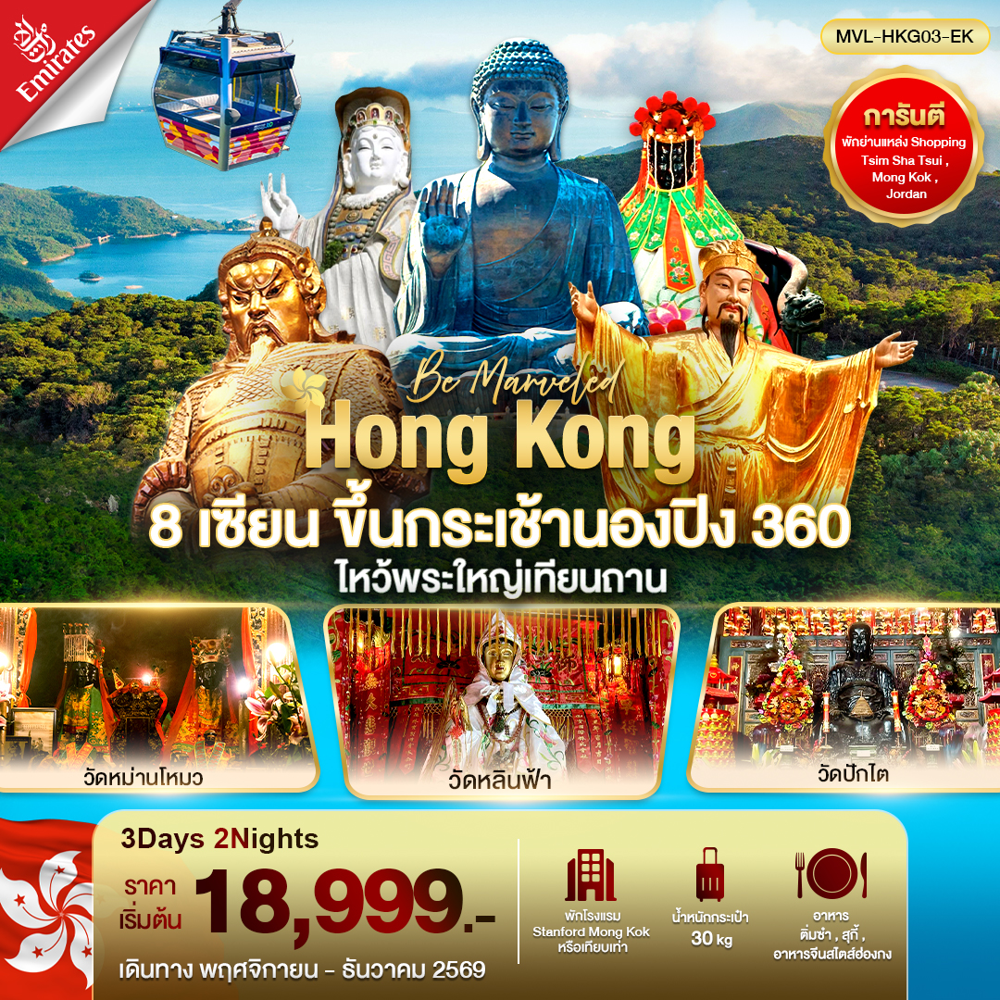 Emirates
MVL-HKG03-EK
การันตี
พักย่านแหล่ง Shopping
Tsim Sha Tsui ,
Mong Kok ,
Jordan
Be Marveled
Hong Kong
8 เซียน ขึ้นกระเช้านองปิง 360
ไหว้พระใหญ่เทียนถาน
วัดหม่านโหมว
วัดหลินฟ้า
วัดปักไต
3Days 2Nights
ราคา
เริ่มต้น 18,999.-
เดินทาง พฤศจิกายน - ธันวาคม 2569
พักโรงแรม
Stanford Mong Kok
หรือเทียบเท่า
น้ำหนักกระเป๋า
30 kg
อาหาร
ติ่มซำ , สุกี้ ,
อาหารจีนสไตล์ฮ่องกง